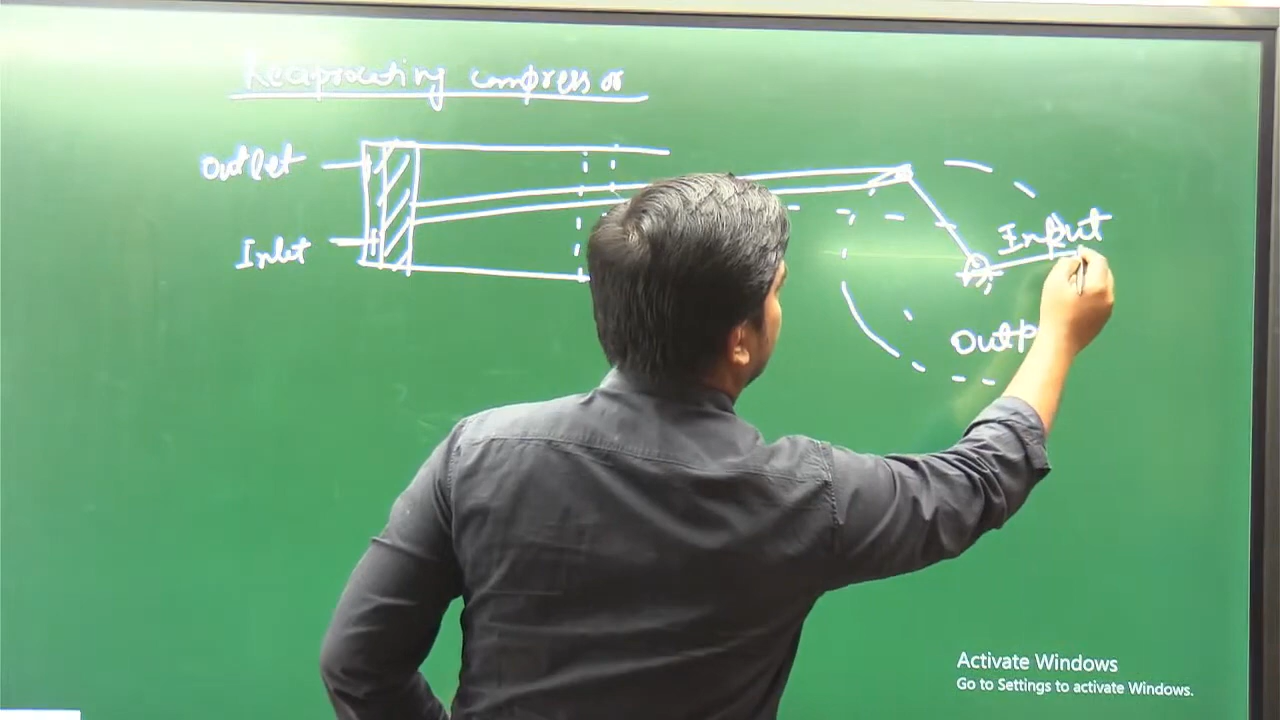 Reciprocating compressor
Outlet
Inlet
Input
Outp
Activate Windows
Go to Settings to activate Windows.